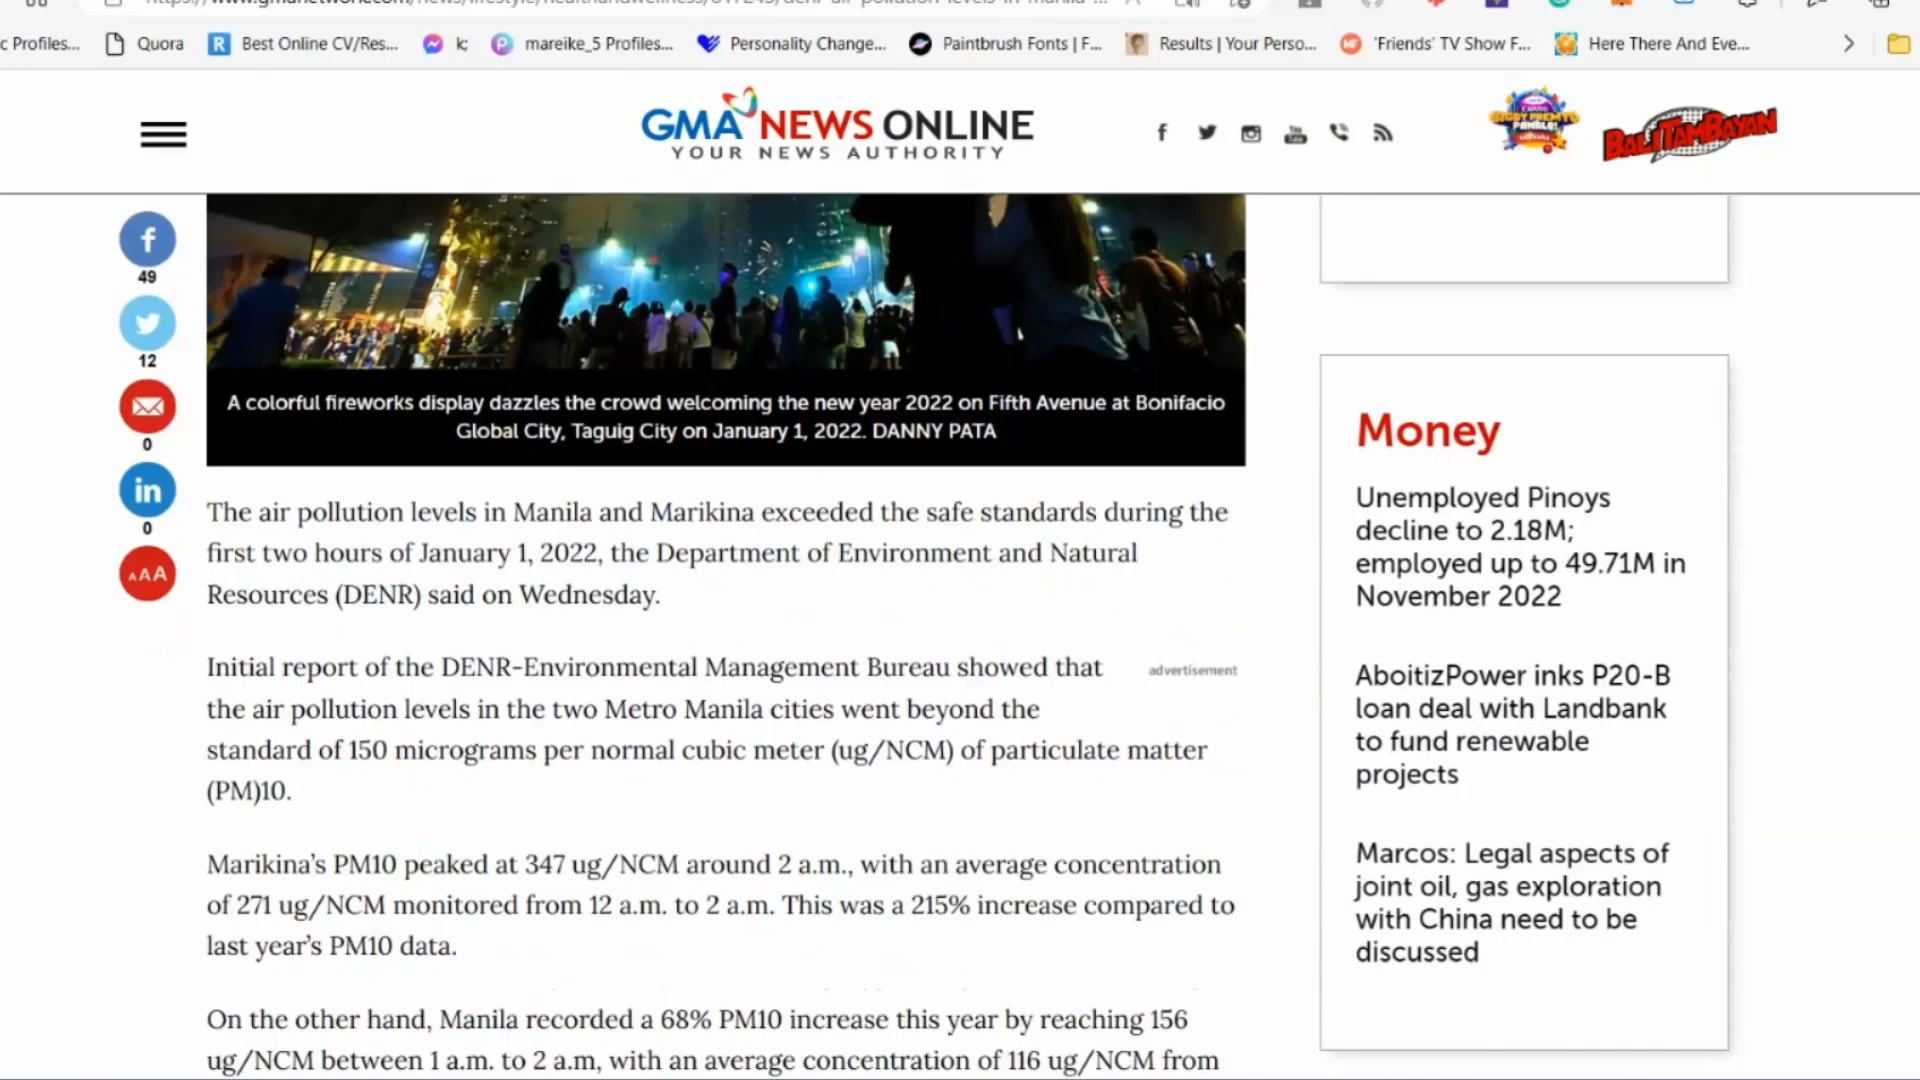 c Profiles...
Quora
Best Online CV/Res...
mareike_5 Profiles...
Personality Change...
Paintbrush Fonts | F...
Results | Your Perso...
'Friends' TV Show F...
Here There And Eve...
GMA NEWS ONLINE
YOUR NEWS AUTHORITY
BALITAMBAYAN
49
12
0
in
0
AAA
A colorful fireworks display dazzles the crowd welcoming the new year 2022 on Fifth Avenue at Bonifacio
Global City, Taguig City on January 1, 2022. DANNY PATA
The air pollution levels in Manila and Marikina exceeded the safe standards during the
first two hours of January 1, 2022, the Department of Environment and Natural
Resources (DENR) said on Wednesday.
Initial report of the DENR-Environmental Management Bureau showed that
advertisement
the air pollution levels in the two Metro Manila cities went beyond the
standard of 150 micrograms per normal cubic meter (ug/NCM) of particulate matter
(PM)10.
Marikina's PM10 peaked at 347 ug/NCM around 2 a.m., with an average concentration
of 271 ug/NCM monitored from 12 a.m. to 2 a.m. This was a 215% increase compared to
last year's PM10 data.
On the other hand, Manila recorded a 68% PM10 increase this year by reaching 156
ug/NCM between 1 a.m. to 2 a.m, with an average concentration of 116 ug/NCM from
Money
Unemployed Pinoys
decline to 2.18M;
employed up to 49.71M in
November 2022
AboitizPower inks P20-B
loan deal with Landbank
to fund renewable
projects
Marcos: Legal aspects of
joint oil, gas exploration
with China need to be
discussed